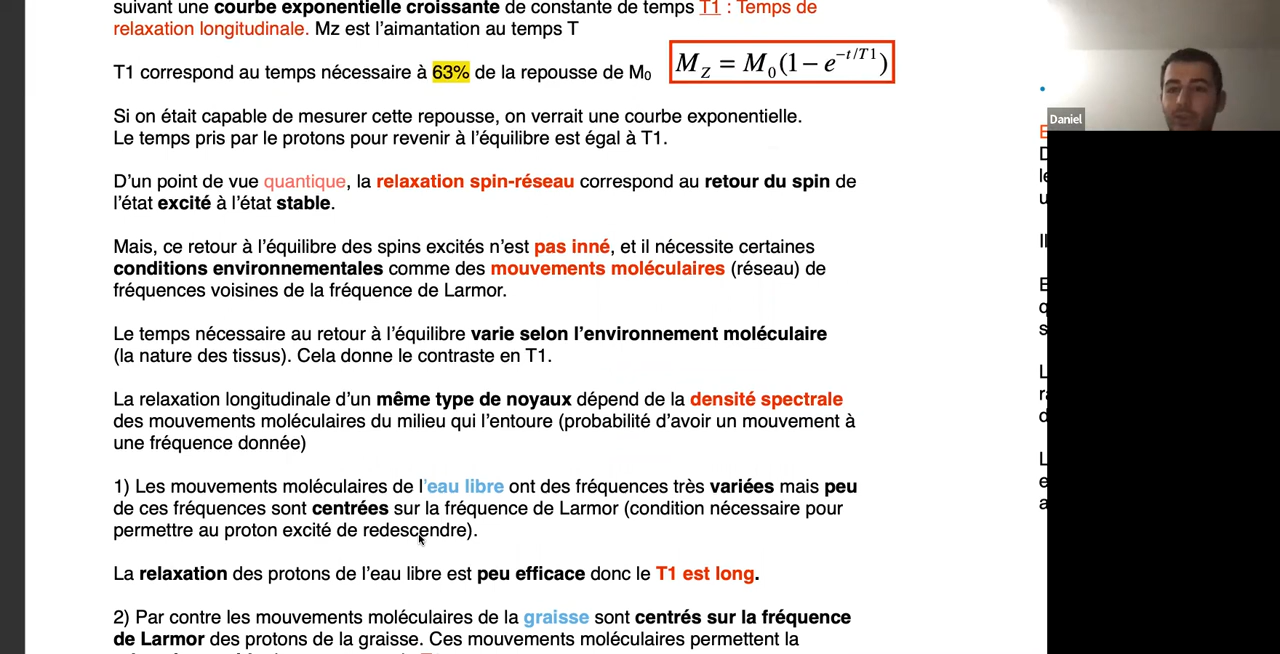 suivant une courbe exponentielle croissante de constante de temps T1 : Temps de
relaxation longitudinale. Mz est l’aimantation au temps T
T1 correspond au temps nécessaire à 63% de la repousse de M₀
M_Z = M_0(1 − e^{−t/T1})
Si on était capable de mesurer cette repousse, on verrait une courbe exponentielle.
Le temps pris par le protons pour revenir à l’équilibre est égal à T1.
D’un point de vue quantique, la relaxation spin-réseau correspond au retour du spin de
l’état excité à l’état stable.
Mais, ce retour à l’équilibre des spins excités n’est pas inné, et il nécessite certaines
conditions environnementales comme des mouvements moléculaires (réseau) de
fréquences voisines de la fréquence de Larmor.
Le temps nécessaire au retour à l’équilibre varie selon l’environnement moléculaire
(la nature des tissus). Cela donne le contraste en T1.
La relaxation longitudinale d’un même type de noyaux dépend de la densité spectrale
des mouvements moléculaires du milieu qui l’entoure (probabilité d’avoir un mouvement à
une fréquence donnée)
1) Les mouvements moléculaires de l’eau libre ont des fréquences très variées mais peu
de ces fréquences sont centrées sur la fréquence de Larmor (condition nécessaire pour
permettre au proton excité de redescendre).
La relaxation des protons de l’eau libre est peu efficace donc le T1 est long.
2) Par contre les mouvements moléculaires de la graisse sont centrés sur la fréquence
de Larmor des protons de la graisse. Ces mouvements moléculaires permettent la
Daniel